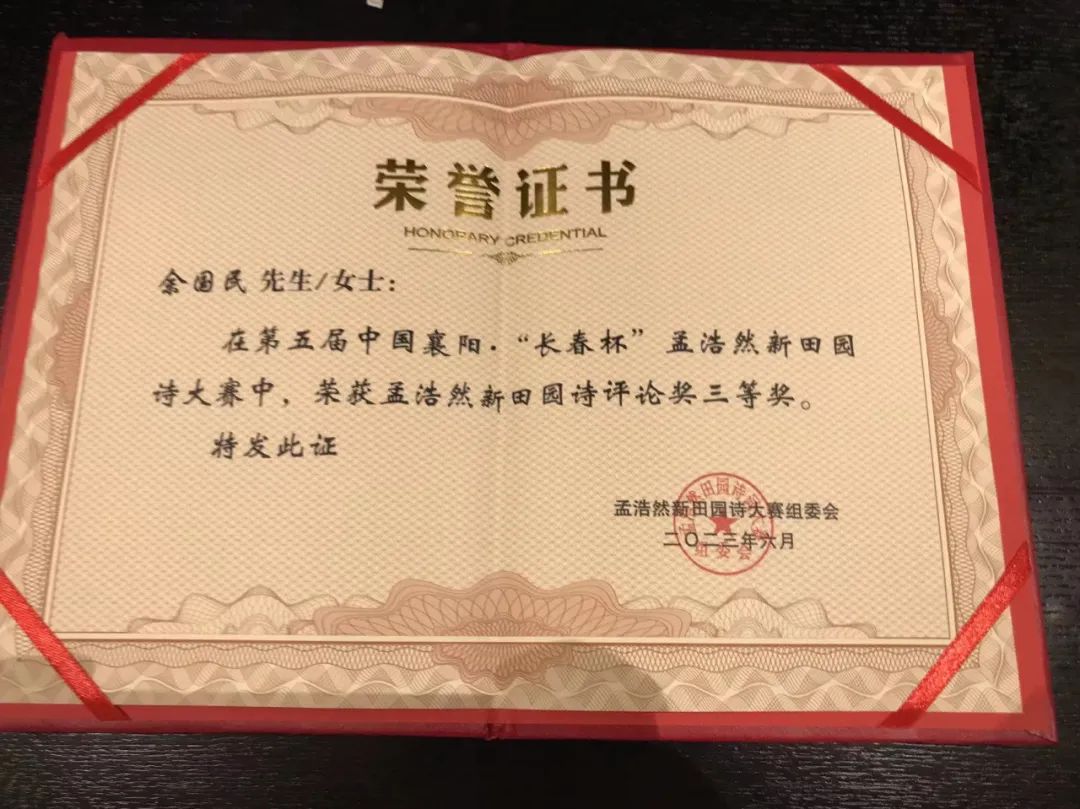 荣誉证书
HONORARY CREDENTIAL
余国民 先生/女士：
在第五届中国襄阳·“长春杯”孟浩然新田园
诗大赛中，荣获孟浩然新田园诗评论奖三等奖。
特发此证
孟浩然新田园诗大赛组委会
二〇二三年六月
组委会